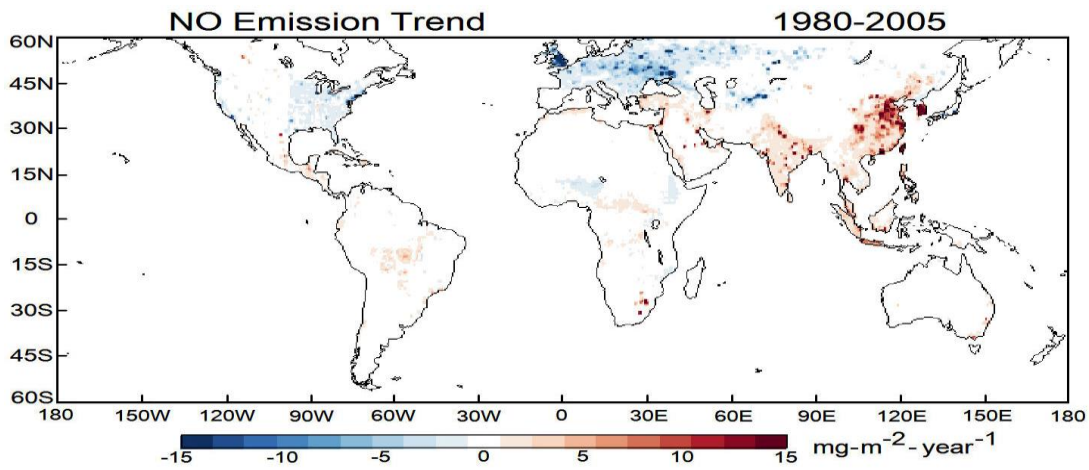 NO Emission Trend 1980-2005
60N
45N
30N
15N
0
15S
30S
45S
60S
180 150W 120W 90W 60W 30W 0 30E 60E 90E 120E 150E 180
-15 -10 -5 0 5 10 15 mg-m⁻²-year⁻¹